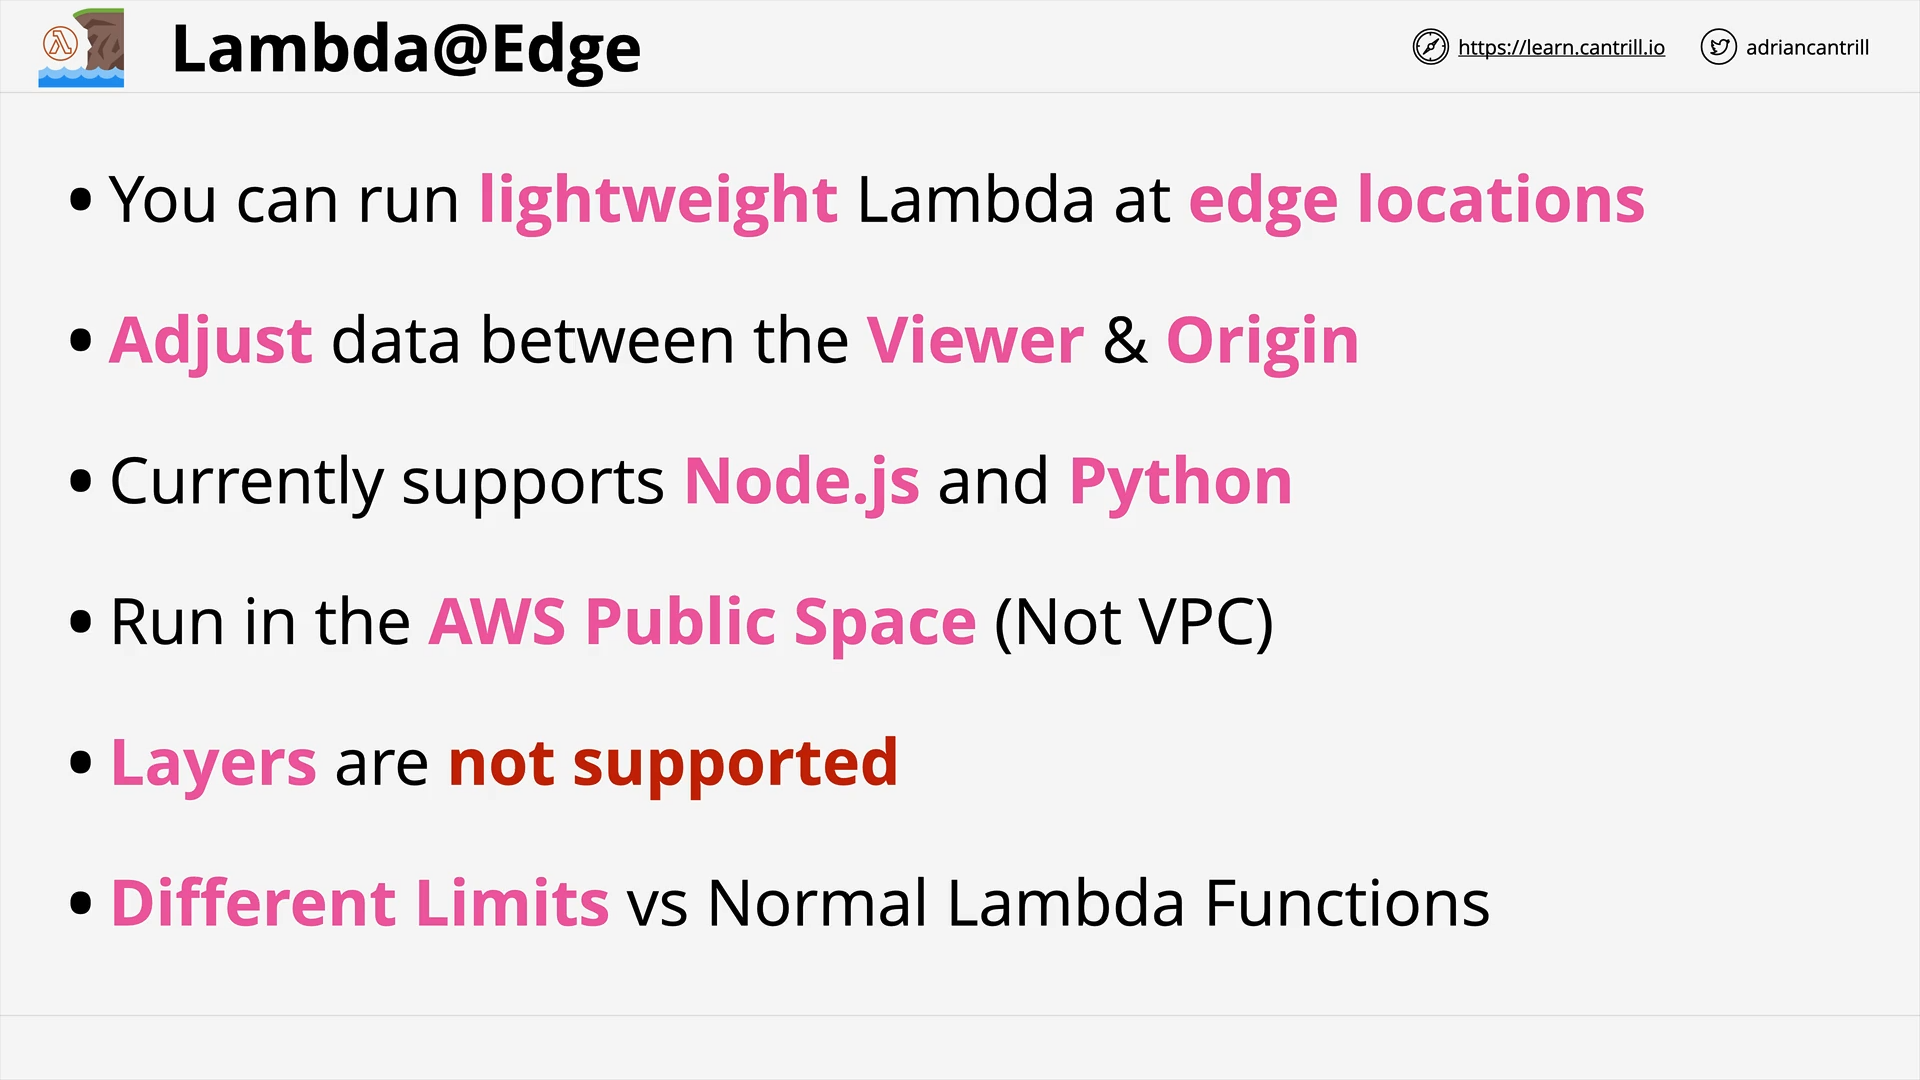 Lambda@Edge
https://learn.cantrill.io
adriancantrill
• You can run lightweight Lambda at edge locations
• Adjust data between the Viewer & Origin
• Currently supports Node.js and Python
• Run in the AWS Public Space (Not VPC)
• Layers are not supported
• Different Limits vs Normal Lambda Functions